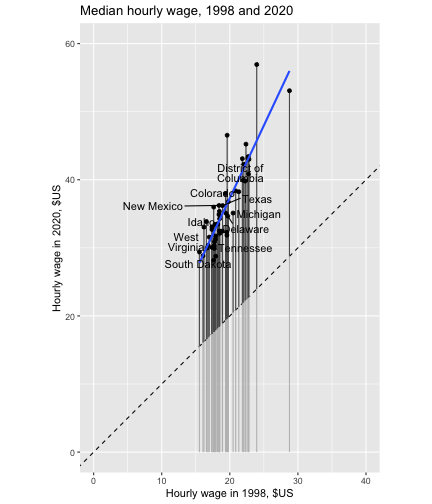 Median hourly wage, 1998 and 2020
60
40
20
0
Hourly wage in 2020, $US
District of
Columbia
Colorado
Texas
New Mexico
Michigan
Idaho
Delaware
West
Virginia
Tennessee
South Dakota
0
10
20
30
40
Hourly wage in 1998, $US